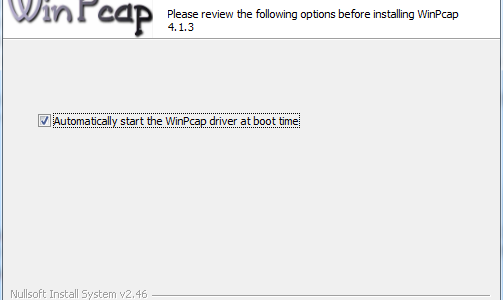 WinPcap
Please review the following options before installing WinPcap
4.1.3
Automatically start the WinPcap driver at boot time
Nullsoft Install System v2.46